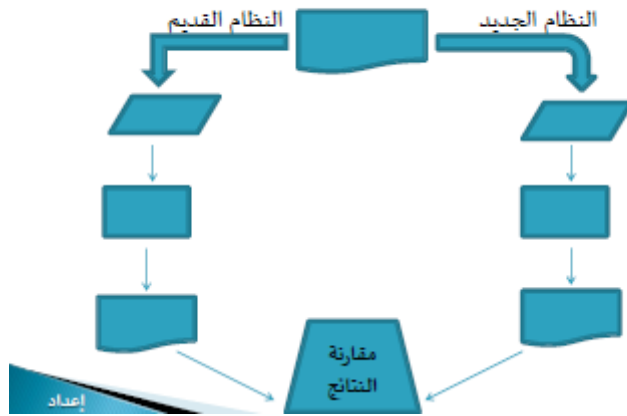 النظام الجديد
النظام القديم
مقارنة
النتائج
إعداد